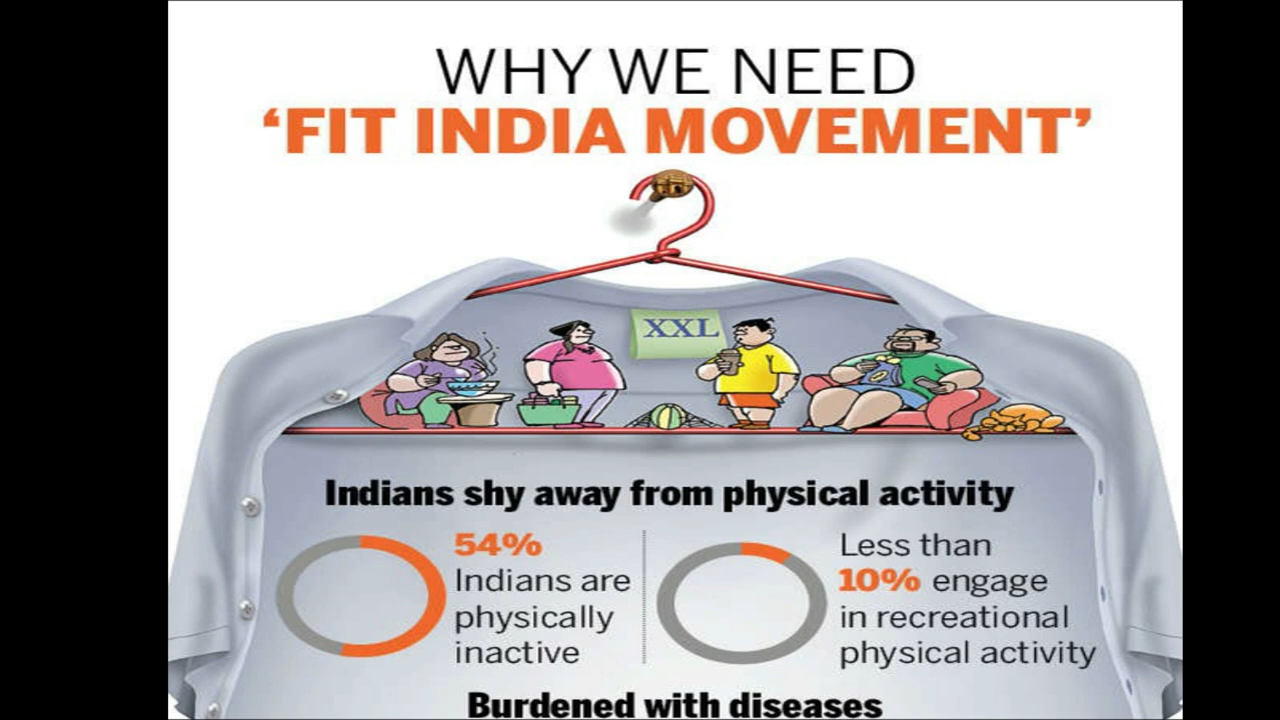 WHY WE NEED
‘FIT INDIA MOVEMENT’
XXL
Indians shy away from physical activity
54%
Indians are
physically
inactive
Less than
10% engage
in recreational
physical activity
Burdened with diseases